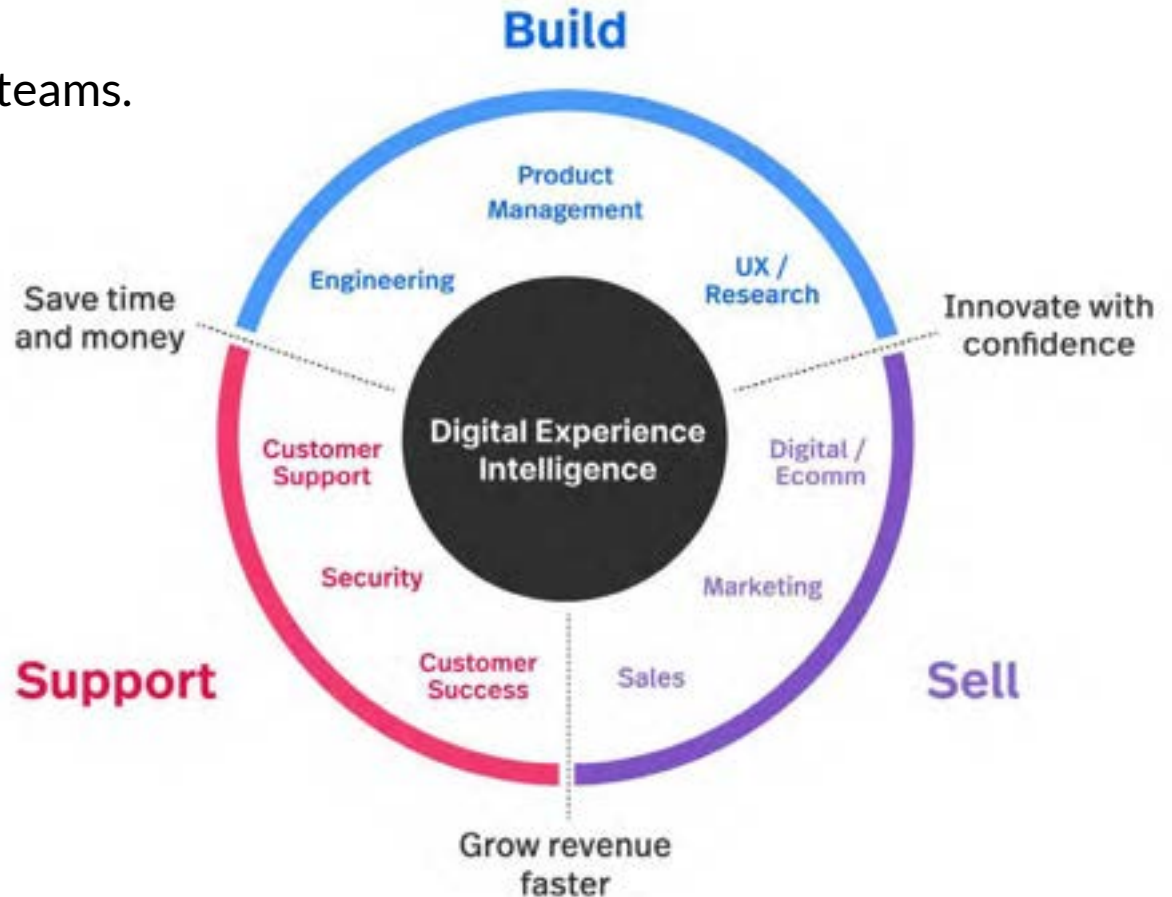 Build
teams.
Product
Management
Engineering
UX /
Research
Save time
and money
Innovate with
confidence
Digital Experience
Intelligence
Customer
Support
Digital /
Ecomm
Security
Marketing
Customer
Success
Sales
Support
Sell
Grow revenue
faster